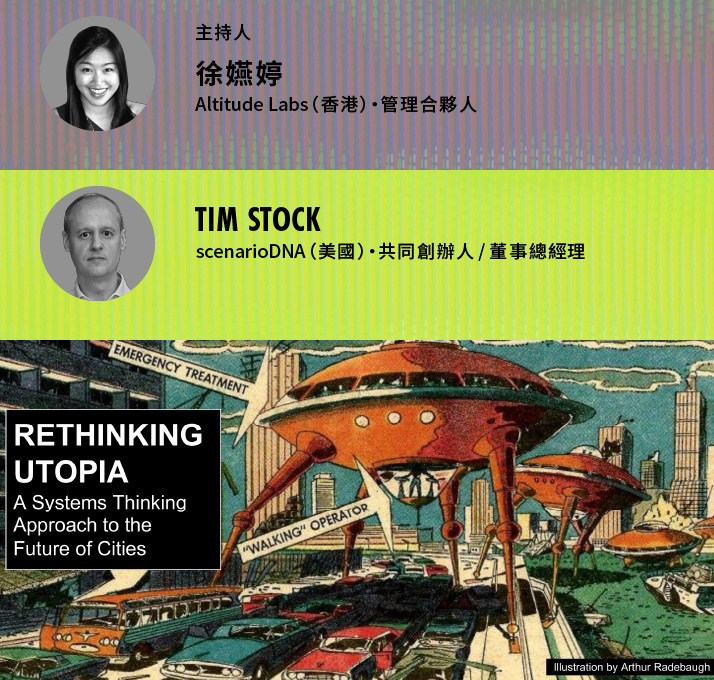 主持人
徐嬿婷
Altitude Labs（香港）・管理合夥人
TIM STOCK
scenarioDNA（美國）・共同創辦人 / 董事總經理
EMERGENCY TREATMENT
RETHINKING
UTOPIA
A Systems Thinking
Approach to the
Future of Cities
"WALKING" OPERATOR
Illustration by Arthur Radebaugh